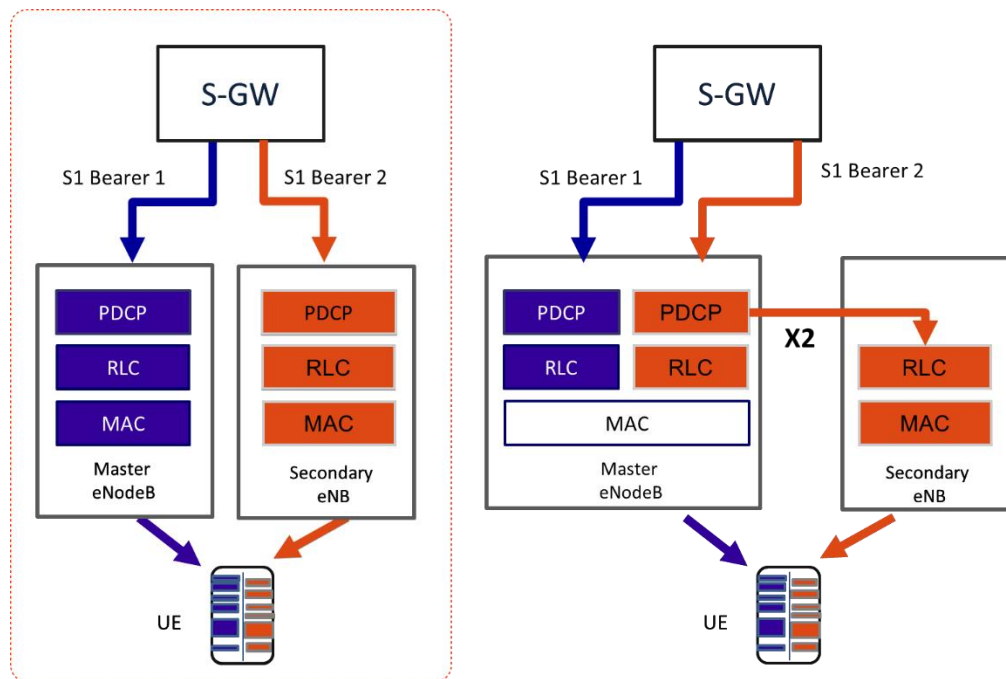 S-GW
S1 Bearer 1
S1 Bearer 2
PDCP
PDCP
RLC
RLC
MAC
MAC
Master
eNodeB
Secondary
eNB
UE
S-GW
S1 Bearer 1
S1 Bearer 2
PDCP
PDCP
X2
RLC
RLC
RLC
MAC
MAC
Master
eNodeB
Secondary
eNB
UE